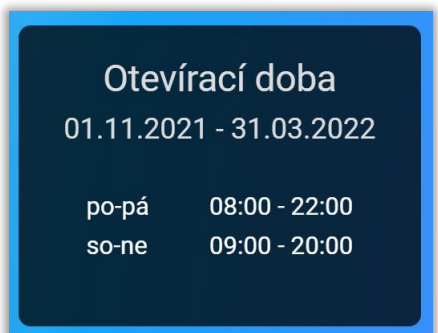 Otevírací doba
01.11.2021 - 31.03.2022
po-pá 08:00 - 22:00
so-ne 09:00 - 20:00